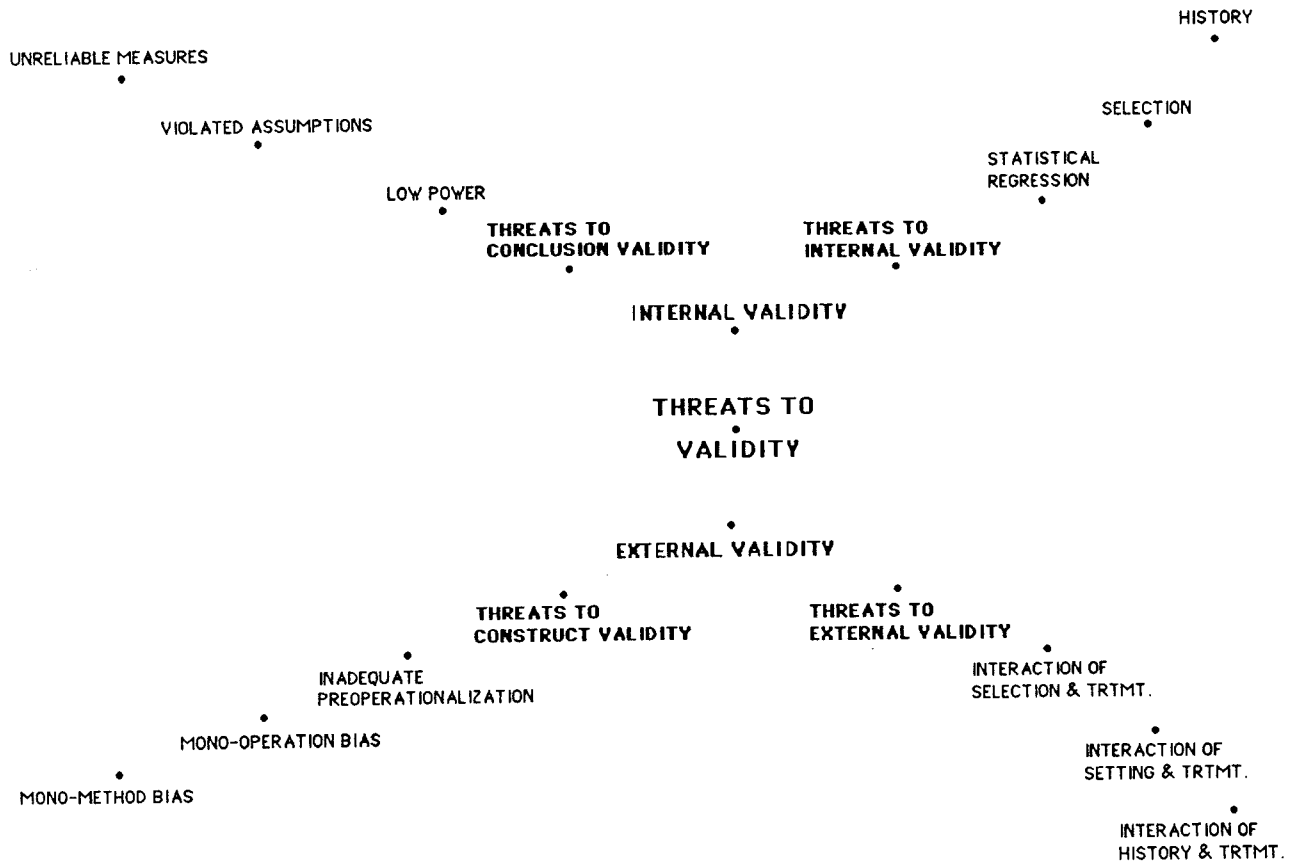 HISTORY
UNRELIABLE MEASURES
SELECTION
VIOLATED ASSUMPTIONS
STATISTICAL
REGRESSION
LOW POWER
THREATS TO
CONCLUSION VALIDITY
THREATS TO
INTERNAL VALIDITY
INTERNAL VALIDITY
THREATS TO
VALIDITY
EXTERNAL VALIDITY
THREATS TO
CONSTRUCT VALIDITY
THREATS TO
EXTERNAL VALIDITY
INADEQUATE
PREOPERATIONALIZATION
INTERACTION OF
SELECTION & TRTMT.
MONO-OPERATION BIAS
INTERACTION OF
SETTING & TRTMT.
MONO-METHOD BIAS
INTERACTION OF
HISTORY & TRTMT.